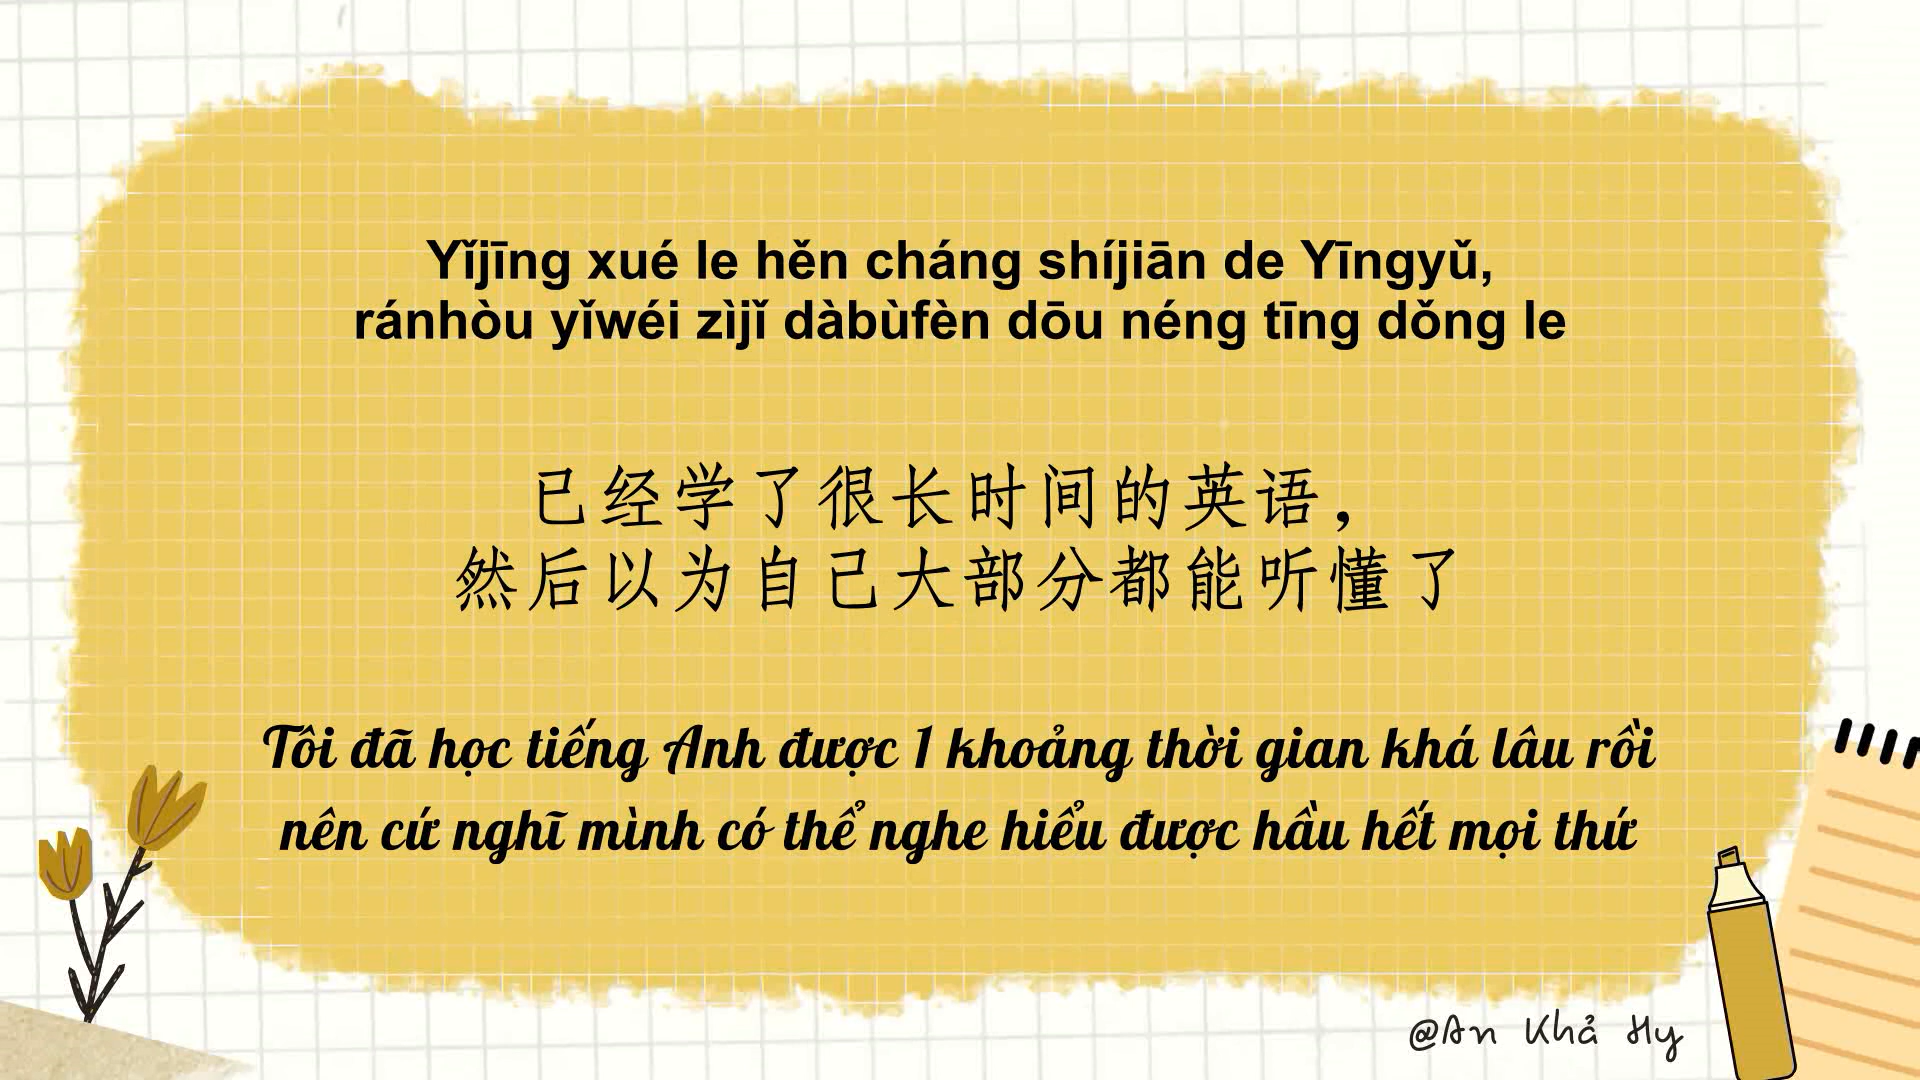 Yǐjīng xué le hěn cháng shíjiān de Yīngyǔ,
ránhòu yǐwéi zìjǐ dàbùfèn dōu néng tīng dǒng le
已经学了很长时间的英语，
然后以为自己大部分都能听懂了
Tôi đã học tiếng Anh được 1 khoảng thời gian khá lâu rồi
nên cứ nghĩ mình có thể nghe hiểu được hầu hết mọi thứ
@An Khả Hy